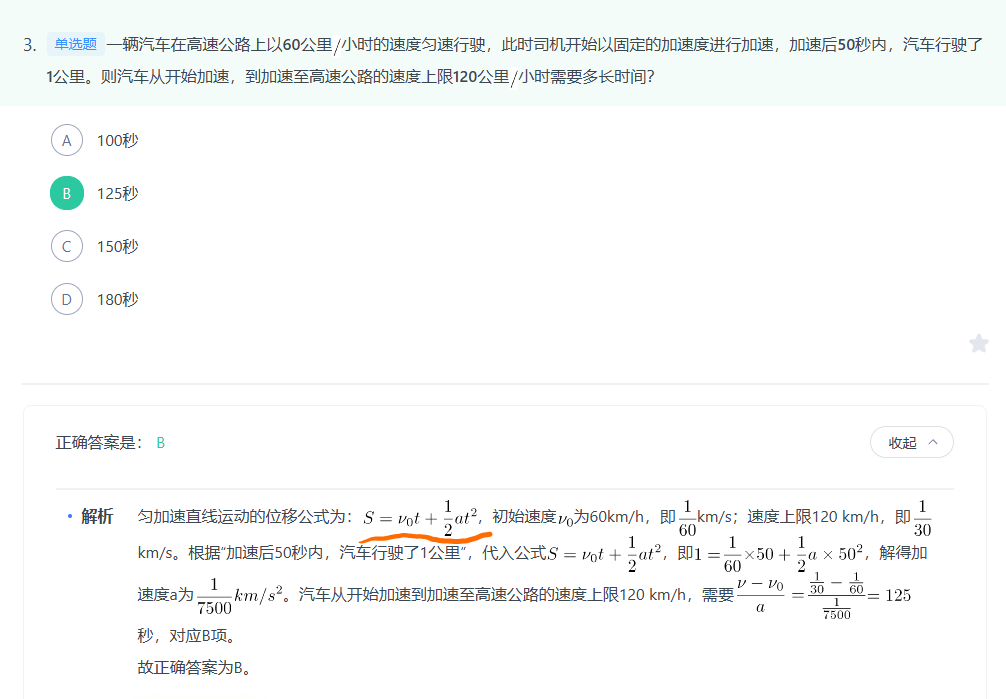 3. 单选题 一辆汽车在高速公路上以60公里/小时的速度匀速行驶，此时司机开始以固定的加速度进行加速，加速后50秒内，汽车行驶了
1公里。则汽车从开始加速，到加速至高速公路的速度上限120公里/小时需要多长时间？
A 100秒
B 125秒
C 150秒
D 180秒
正确答案是： B
收起
• 解析 匀加速直线运动的位移公式为：$S=\nu_0t+\frac{1}{2}at^2$，初始速度$\nu_0$为60km/h，即$\frac{1}{60}$km/s；速度上限120 km/h，即$\frac{1}{30}$
km/s。根据“加速后50秒内，汽车行驶了1公里”，代入公式$S=\nu_0t+\frac{1}{2}at^2$，即$1=\frac{1}{60}\times50+\frac{1}{2}a\times50^2$，解得加
速度a为$\frac{1}{7500}km/s^2$。汽车从开始加速到加速至高速公路的速度上限120 km/h，需要$\frac{\nu-\nu_0}{a}=\frac{\frac{1}{30}-\frac{1}{60}}{\frac{1}{7500}}=125$
秒，对应B项。
故正确答案为B。